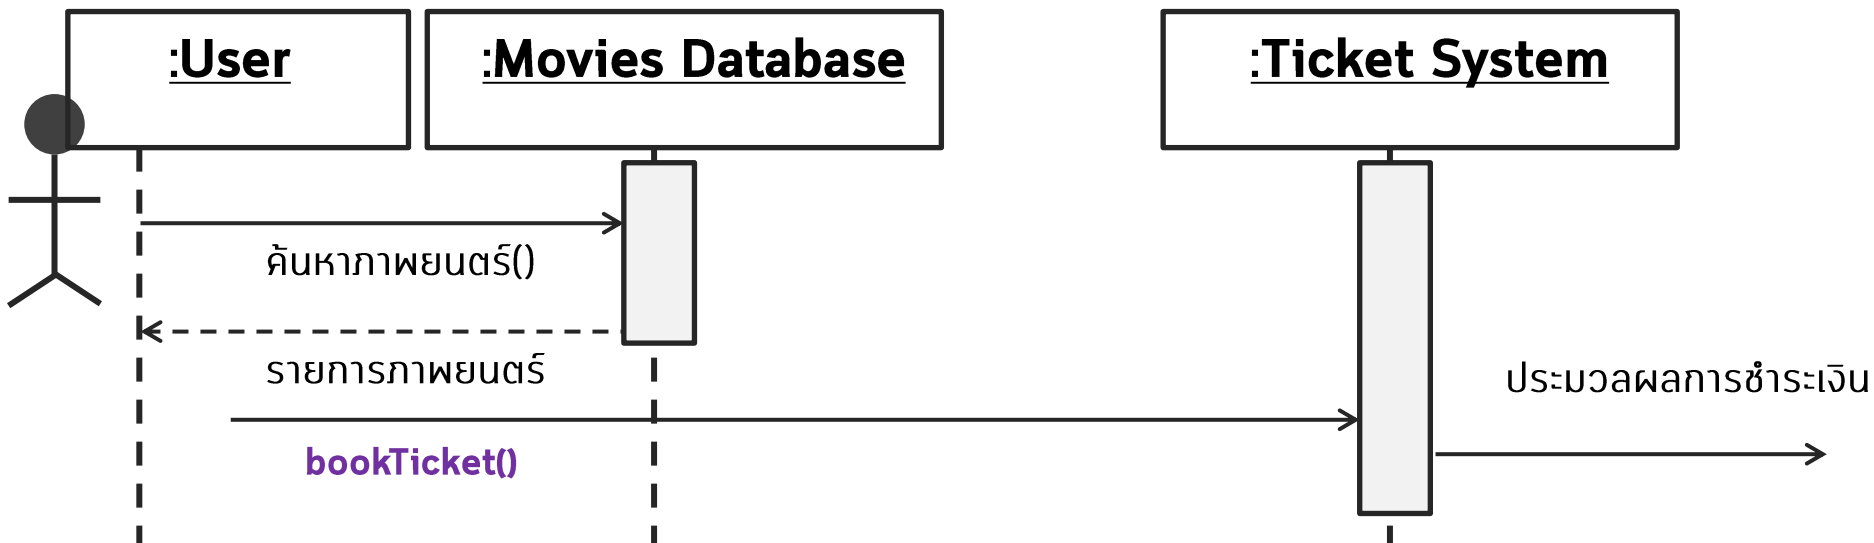 :User
:Movies Database
:Ticket System
ค้นหาภาพยนตร์()
รายการภาพยนตร์
ประมวลผลการชำระเงิน
bookTicket()